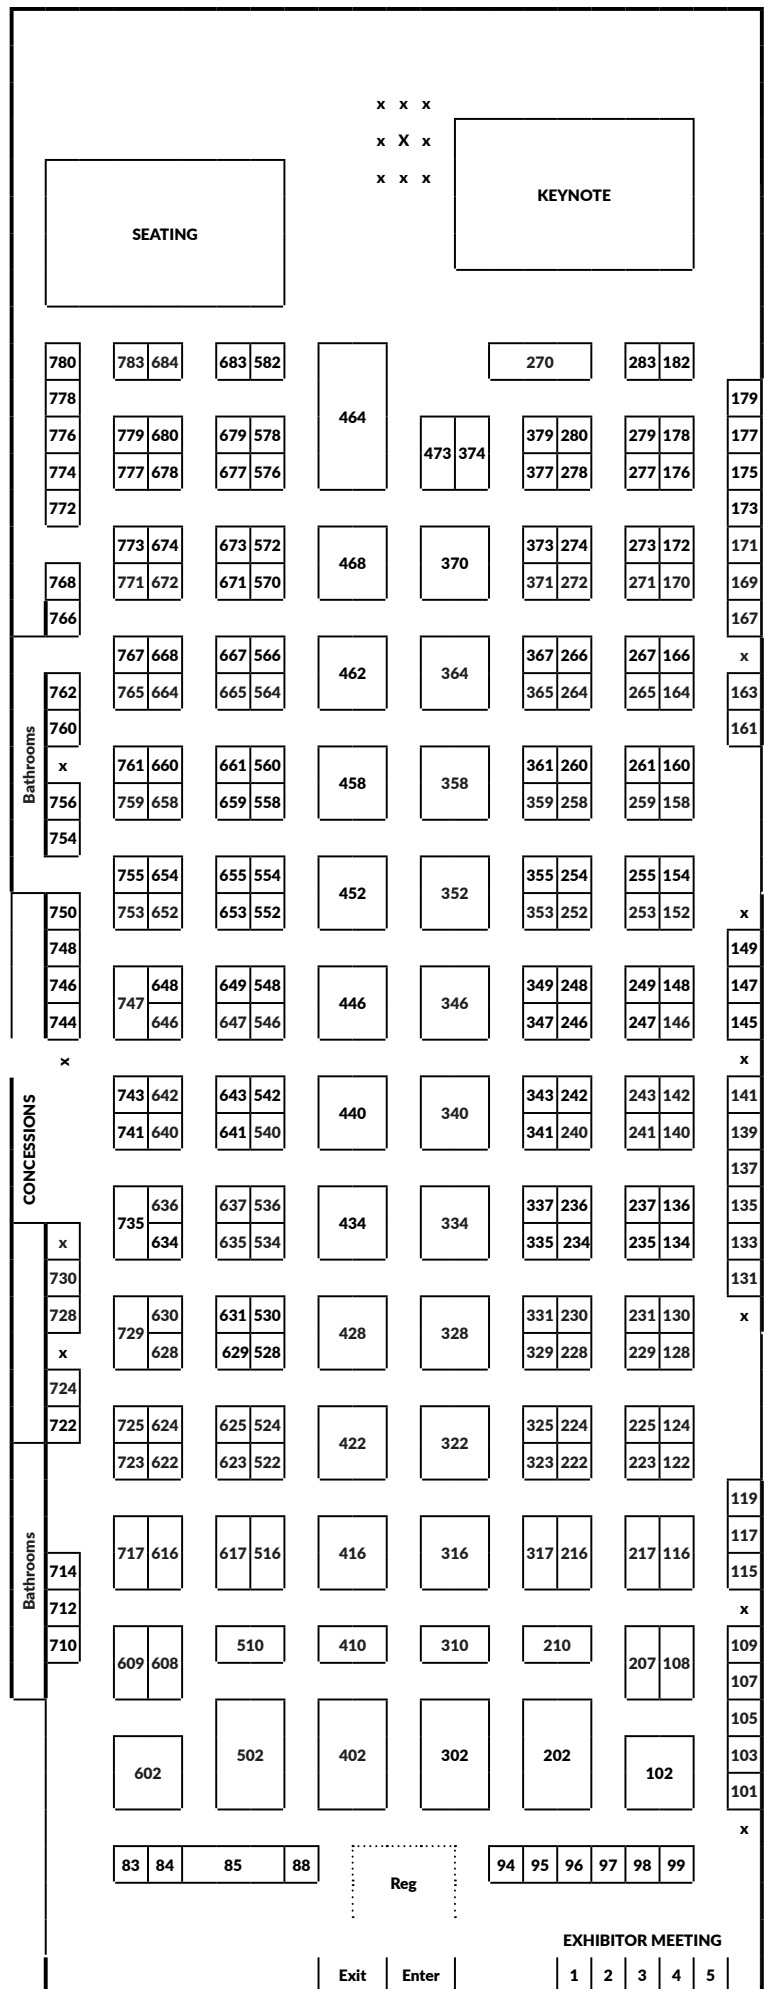 x x x
x X x
KEYNOTE
x x x
SEATING
780 783 684 683 582 464 270 283 182
778 179
776 779 680 679 578 473 374 379 280 279 178 177
774 777 678 677 576 377 278 277 176 175
772 173
773 674 673 572 468 370 373 274 273 172 171
768 771 672 671 570 371 272 271 170 169
766 167
767 668 667 566 462 364 367 266 267 166 x
762 765 664 665 564 365 264 265 164 163
760 161
Bathrooms
x 761 660 661 560 458 358 361 260 261 160
756 759 658 659 558 359 258 259 158
754
755 654 655 554 452 352 355 254 255 154
750 753 652 653 552 353 252 253 152 x
748 149
746 747 648 649 548 446 346 349 248 249 148 147
744 646 647 546 347 246 247 146 145
x x
CONCESSIONS
743 642 643 542 440 340 343 242 243 142 141
741 640 641 540 341 240 241 140 139
137
735 636 637 536 434 334 337 236 237 136 135
x 634 635 534 335 234 235 134 133
730 131
728 729 630 631 530 428 328 331 230 231 130 x
x 628 629 528 329 228 229 128
724
722 725 624 625 524 422 322 325 224 225 124
723 622 623 522 323 222 223 122
119
Bathrooms
717 616 617 516 416 316 317 216 217 116 117
714 115
712 x
710 609 608 510 410 310 210 207 108 109
107
105
602 502 402 302 202 102 103
101
x
83 84 85 88 Reg 94 95 96 97 98 99
EXHIBITOR MEETING
Exit Enter 1 2 3 4 5